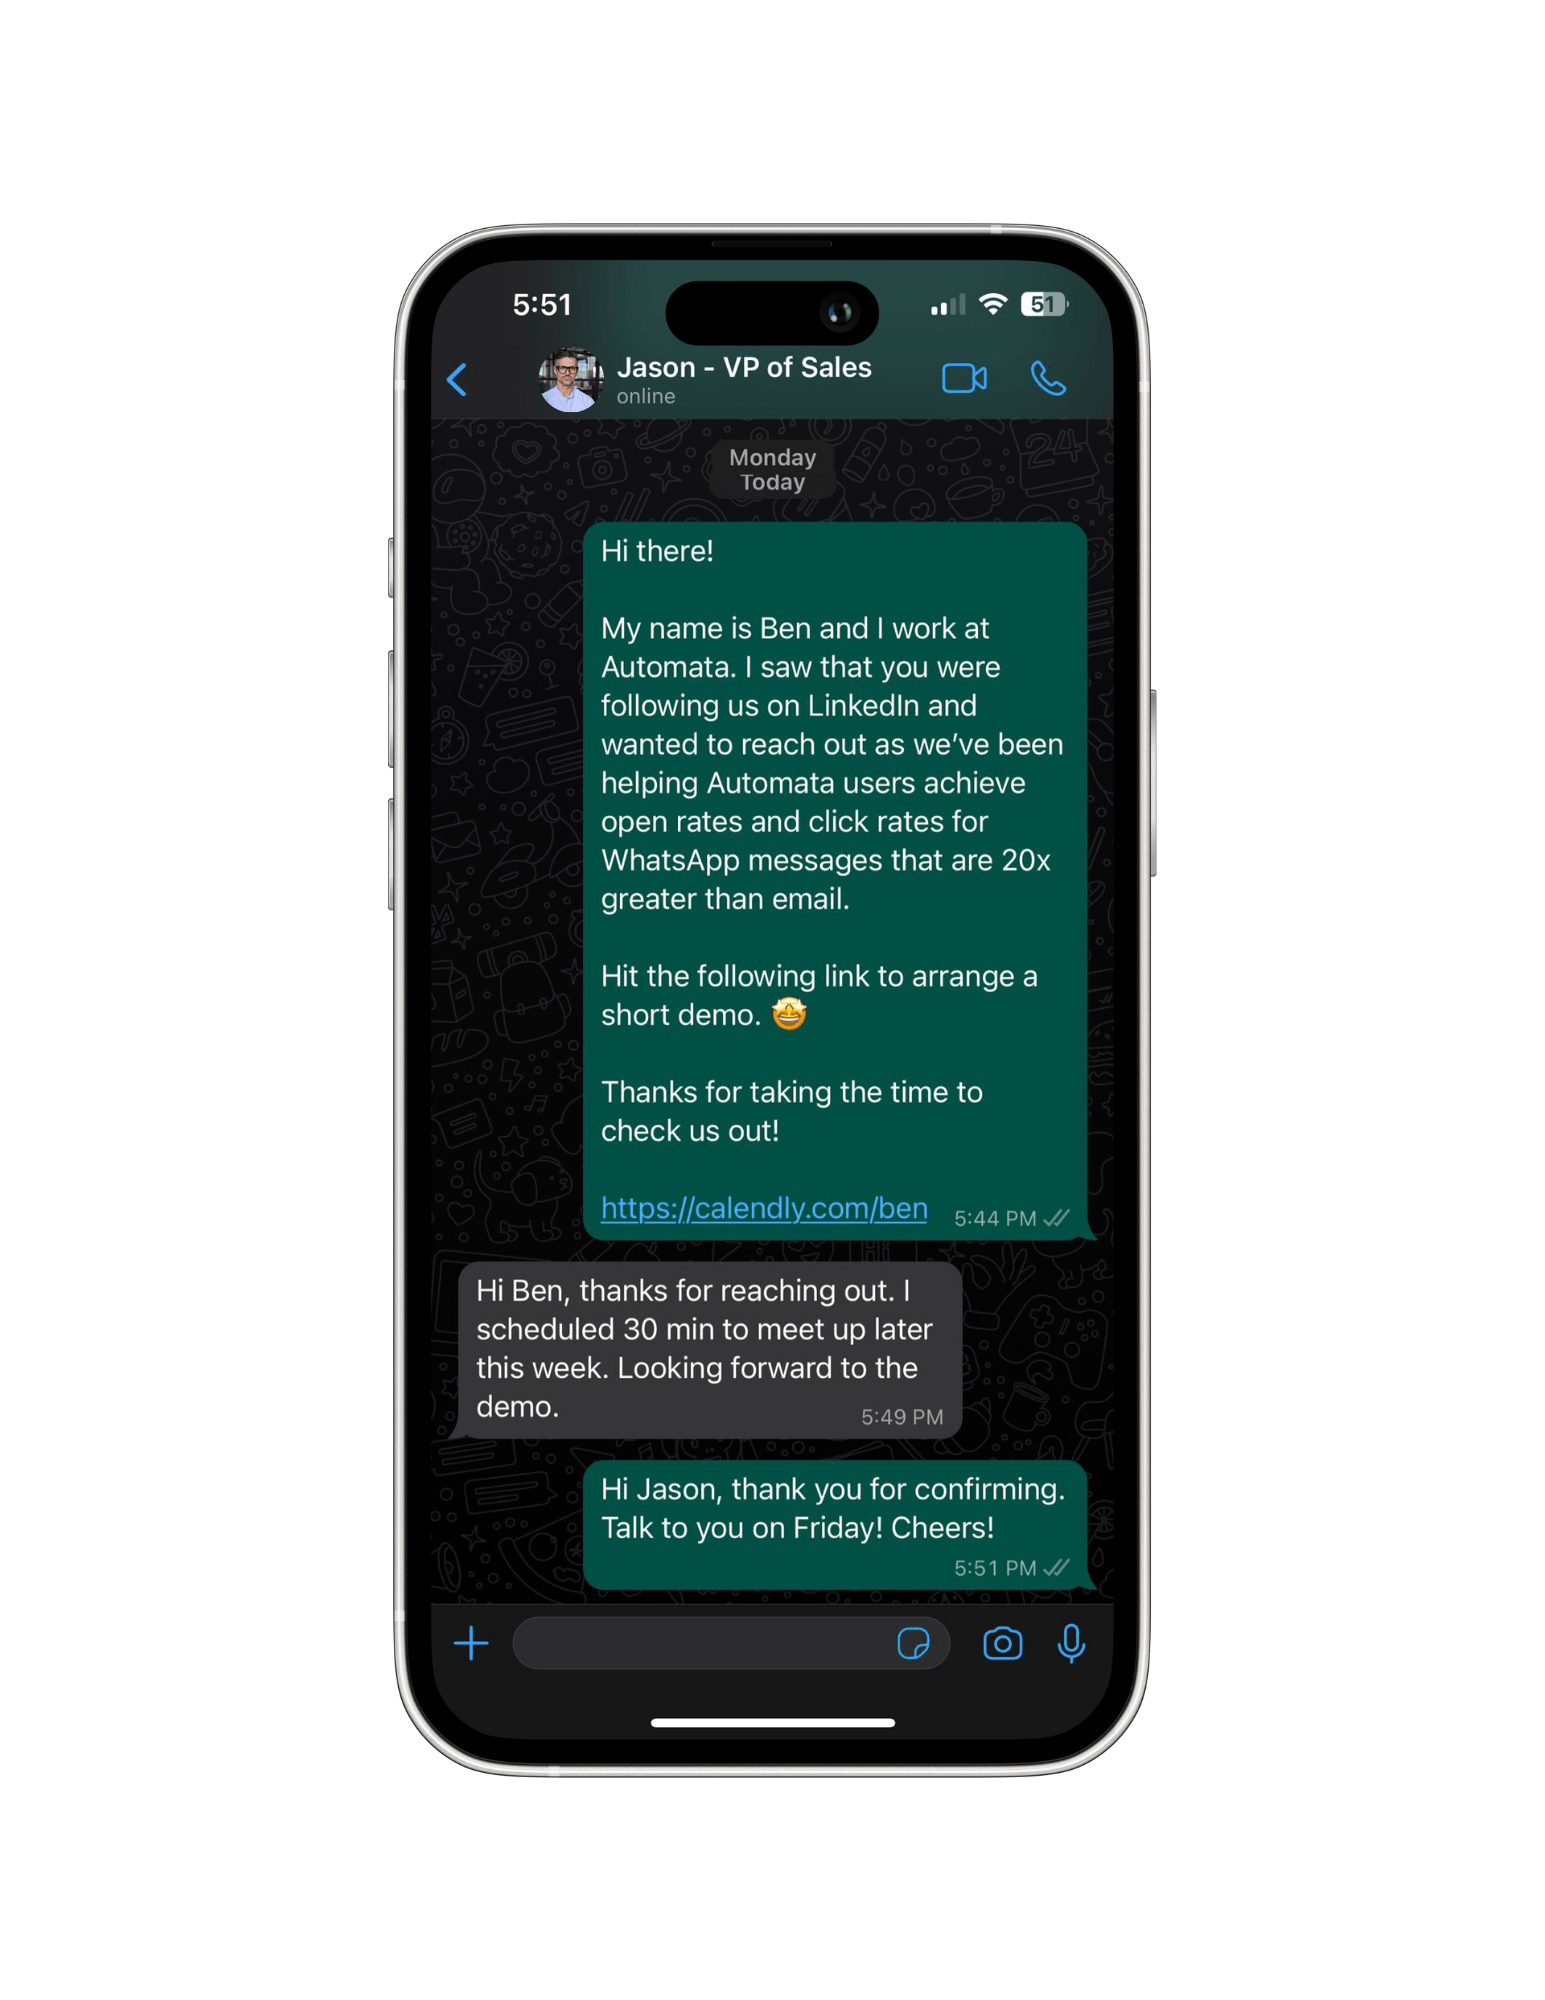 5:51
51
Jason - VP of Sales
online
Monday
Today
24
Hi there!
My name is Ben and I work at
Automata. I saw that you were
following us on LinkedIn and
wanted to reach out as we’ve been
helping Automata users achieve
open rates and click rates for
WhatsApp messages that are 20x
greater than email.
Hit the following link to arrange a
short demo. 🤩
Thanks for taking the time to
check us out!
https://calendly.com/ben
5:44 PM
Hi Ben, thanks for reaching out. I
scheduled 30 min to meet up later
this week. Looking forward to the
demo.
5:49 PM
Hi Jason, thank you for confirming.
Talk to you on Friday! Cheers!
5:51 PM